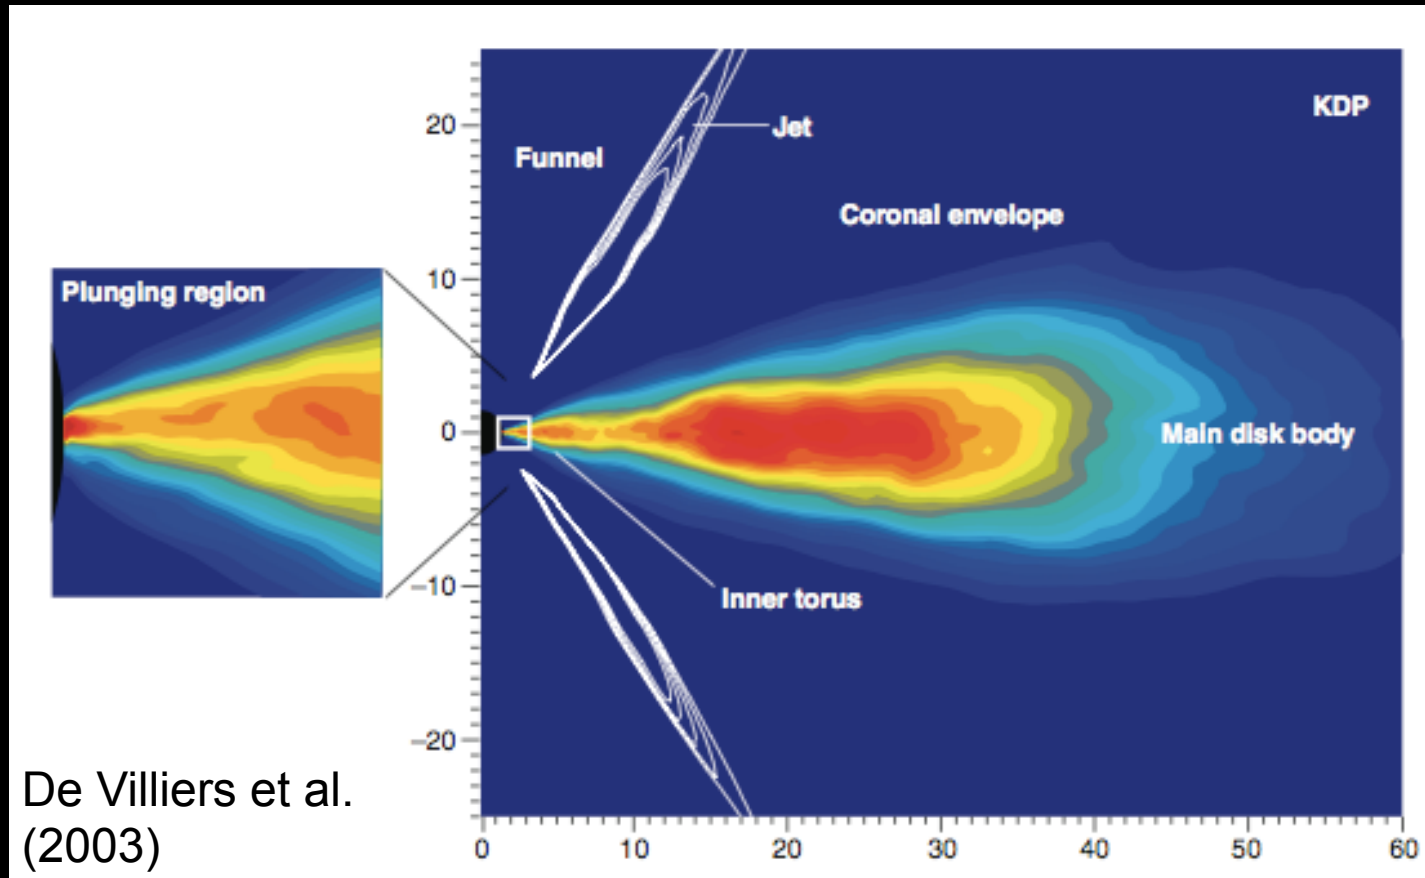 KDP
20
Jet
Funnel
Coronal envelope
10
Plunging region
0
Main disk body
−10
Inner torus
−20
De Villiers et al.
(2003)
0 10 20 30 40 50 60